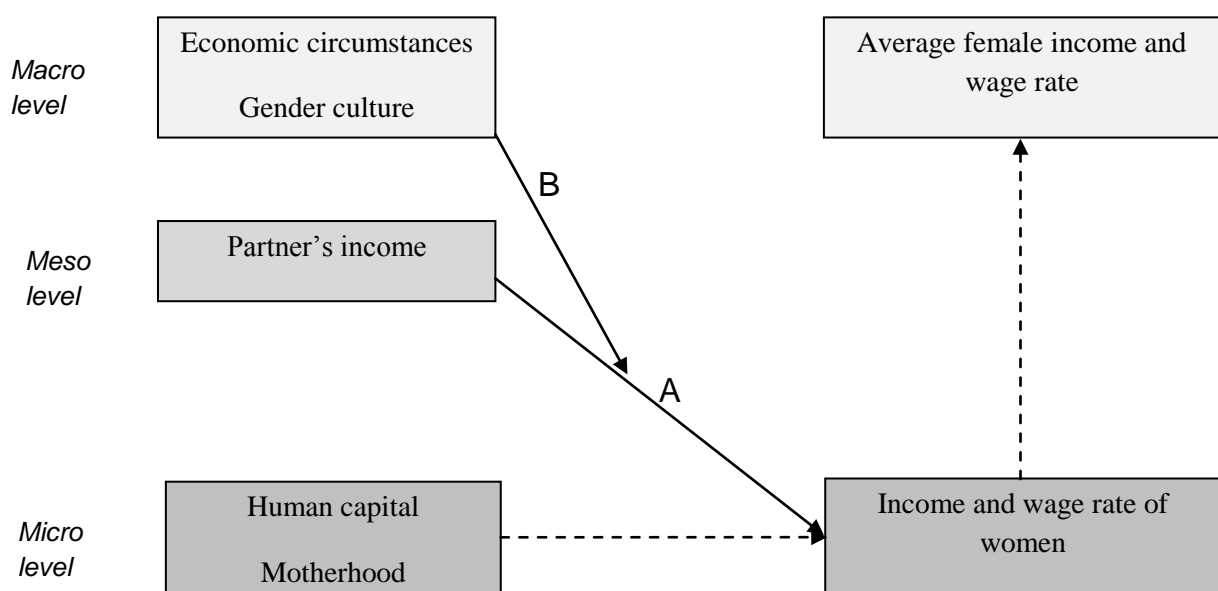 Macro
level
Economic circumstances
Gender culture
Average female income and
wage rate
B
Meso
level
Partner’s income
A
Micro
level
Human capital
Motherhood
Income and wage rate of
women